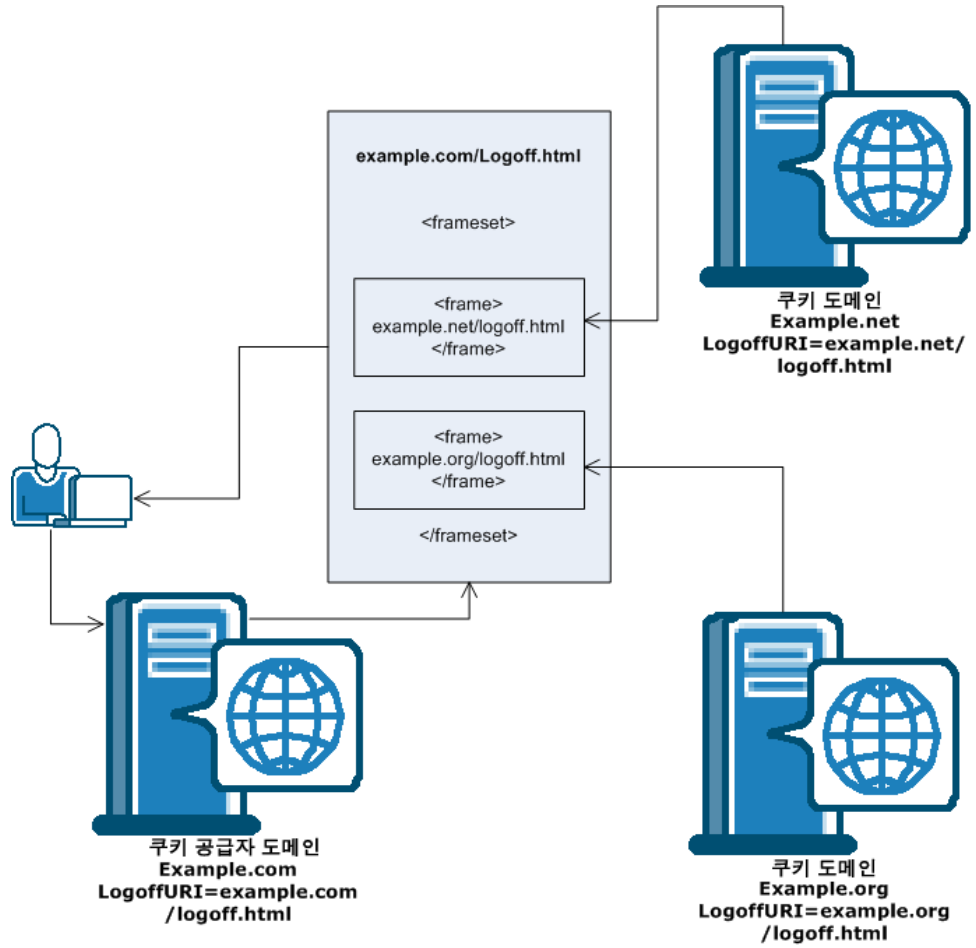 example.com/Logoff.html
<frameset>
<frame>
example.net/logoff.html
</frame>
<frame>
example.org/logoff.html
</frame>
</frameset>
쿠키 도메인
Example.net
LogoffURI=example.net/
logoff.html
쿠키 공급자 도메인
Example.com
LogoffURI=example.com
/logoff.html
쿠키 도메인
Example.org
LogoffURI=example.org
/logoff.html